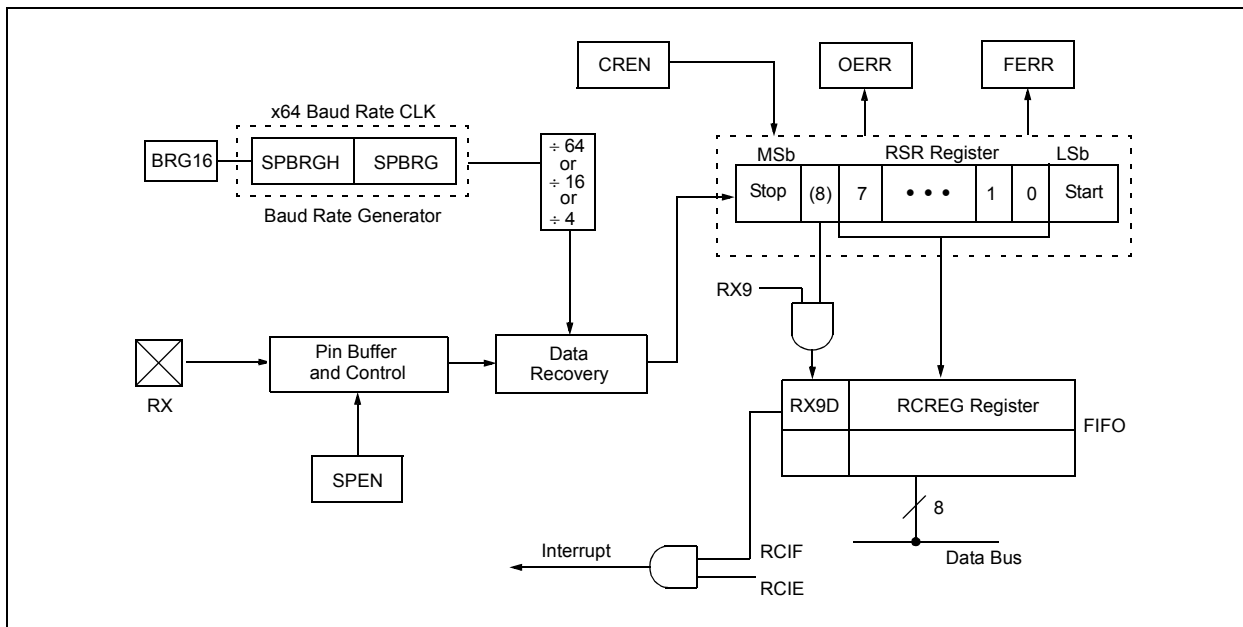 CREN
OERR
FERR
x64 Baud Rate CLK
BRG16
SPBRGH
SPBRG
Baud Rate Generator
÷ 64
or
÷ 16
or
÷ 4
MSb
RSR Register
LSb
Stop
(8)
7
• • •
1
0
Start
RX9
RX
Pin Buffer
and Control
Data
Recovery
SPEN
RX9D
RCREG Register
FIFO
8
Data Bus
Interrupt
RCIF
RCIE